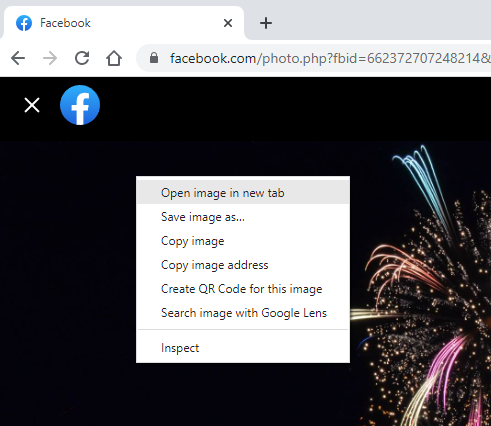 Facebook
facebook.com/photo.php?fbid=662372707248214&
Open image in new tab
Save image as...
Copy image
Copy image address
Create QR Code for this image
Search image with Google Lens
Inspect